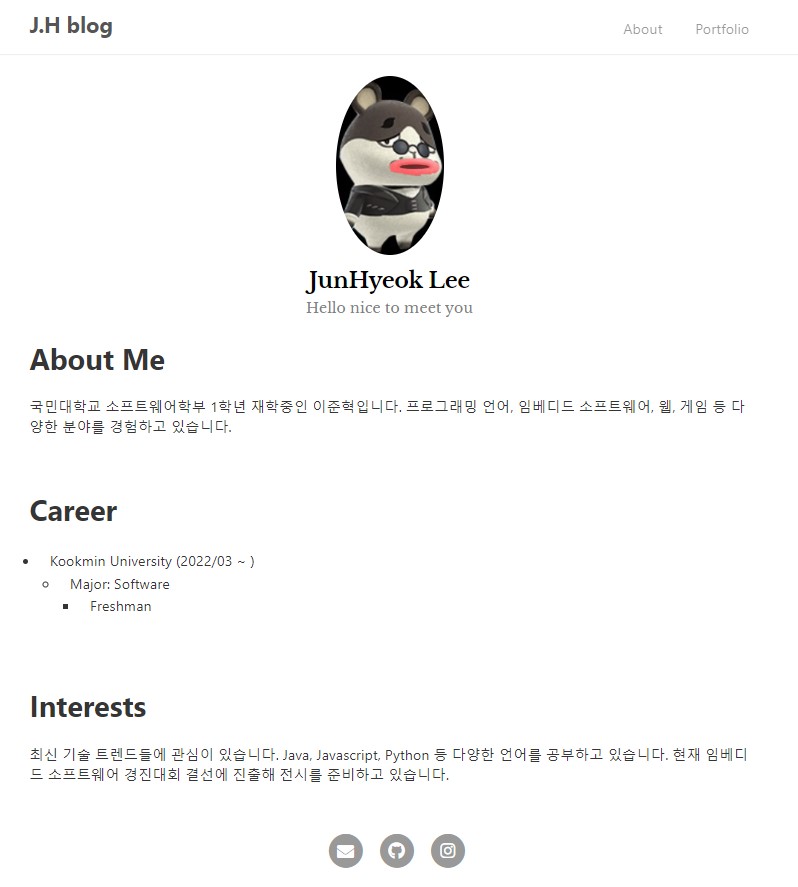 J.H blog
About Portfolio
JunHyeok Lee
Hello nice to meet you
About Me
국민대학교 소프트웨어학부 1학년 재학중인 이준혁입니다. 프로그래밍 언어, 임베디드 소프트웨어, 웹, 게임 등 다
양한 분야를 경험하고 있습니다.
Career
Kookmin University (2022/03 ~ )
Major: Software
Freshman
Interests
최신 기술 트렌드들에 관심이 있습니다. Java, Javascript, Python 등 다양한 언어를 공부하고 있습니다. 현재 임베디
드 소프트웨어 경진대회 결선에 진출해 전시를 준비하고 있습니다.